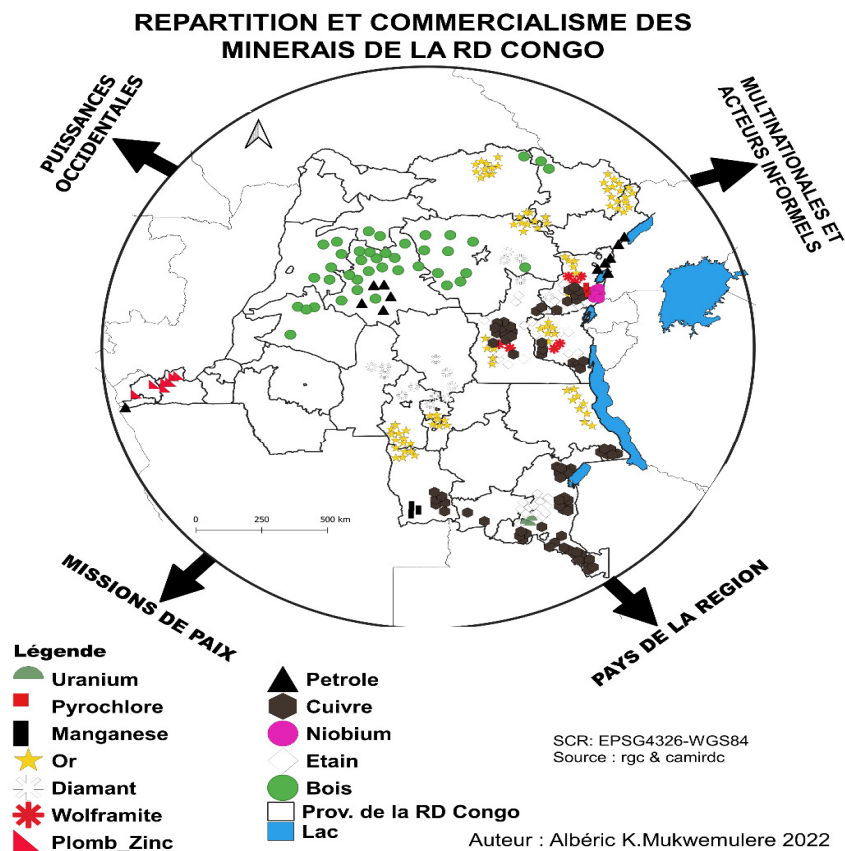 REPARTITION ET COMMERCIALISME DES
MINERAIS DE LA RD CONGO
PUISSANCES
OCCIDENTALES
MULTINATIONALES ET
ACTEURS INFORMELS
0 250 500 km
MISSIONS DE PAIX
PAYS DE LA REGION
Légende
Uranium
Pyrochlore
Manganese
Or
Diamant
Wolframite
Plomb_Zinc
Petrole
Cuivre
Niobium
Etain
Bois
Prov. de la RD Congo
Lac
SCR: EPSG4326-WGS84
Source : rgc & camirdc
Auteur : Albéric K.Mukwemulere 2022